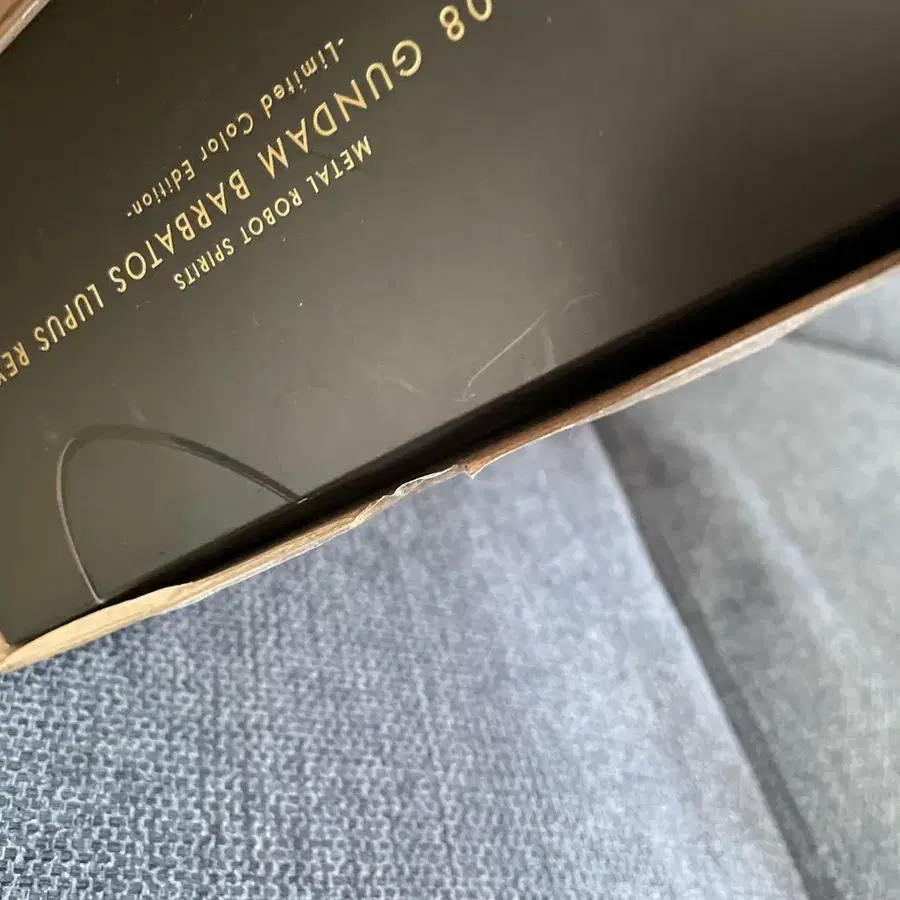 METAL ROBOT SPIRITS
08 GUNDAM BARBATOS LUPUS RE
-Limited Color Edition-